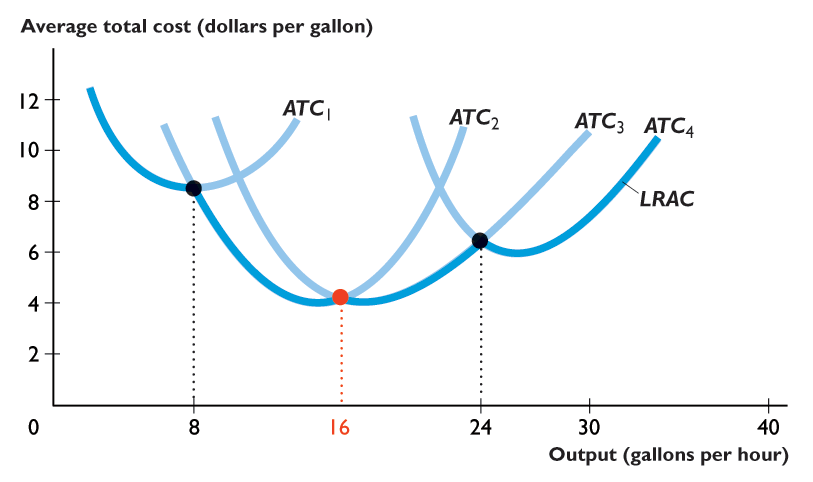 Average total cost (dollars per gallon)
12
10
8
6
4
2
0
ATC1
ATC2
ATC3
ATC4
LRAC
8
16
24
30
40
Output (gallons per hour)